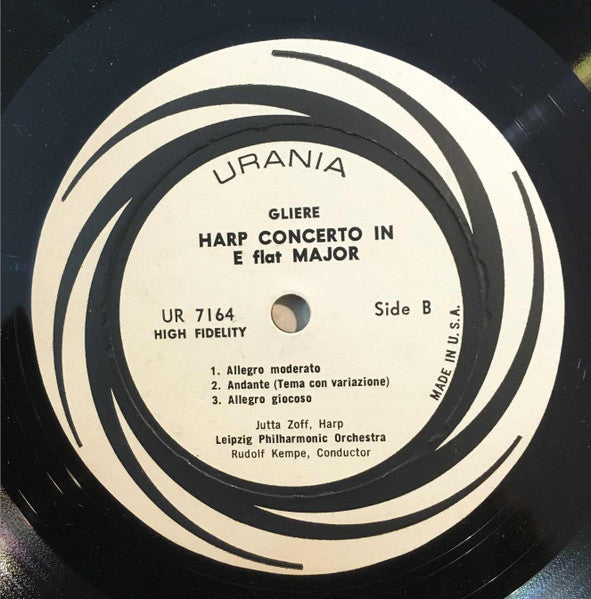 URANIA
GLIERE
HARP CONCERTO IN
E flat MAJOR
UR 7164
HIGH FIDELITY
Side B
MADE IN U.S.A.
1. Allegro moderato
2. Andante (Tema con variazione)
3. Allegro giocoso
Jutta Zoff, Harp
Leipzig Philharmonic Orchestra
Rudolf Kempe, Conductor